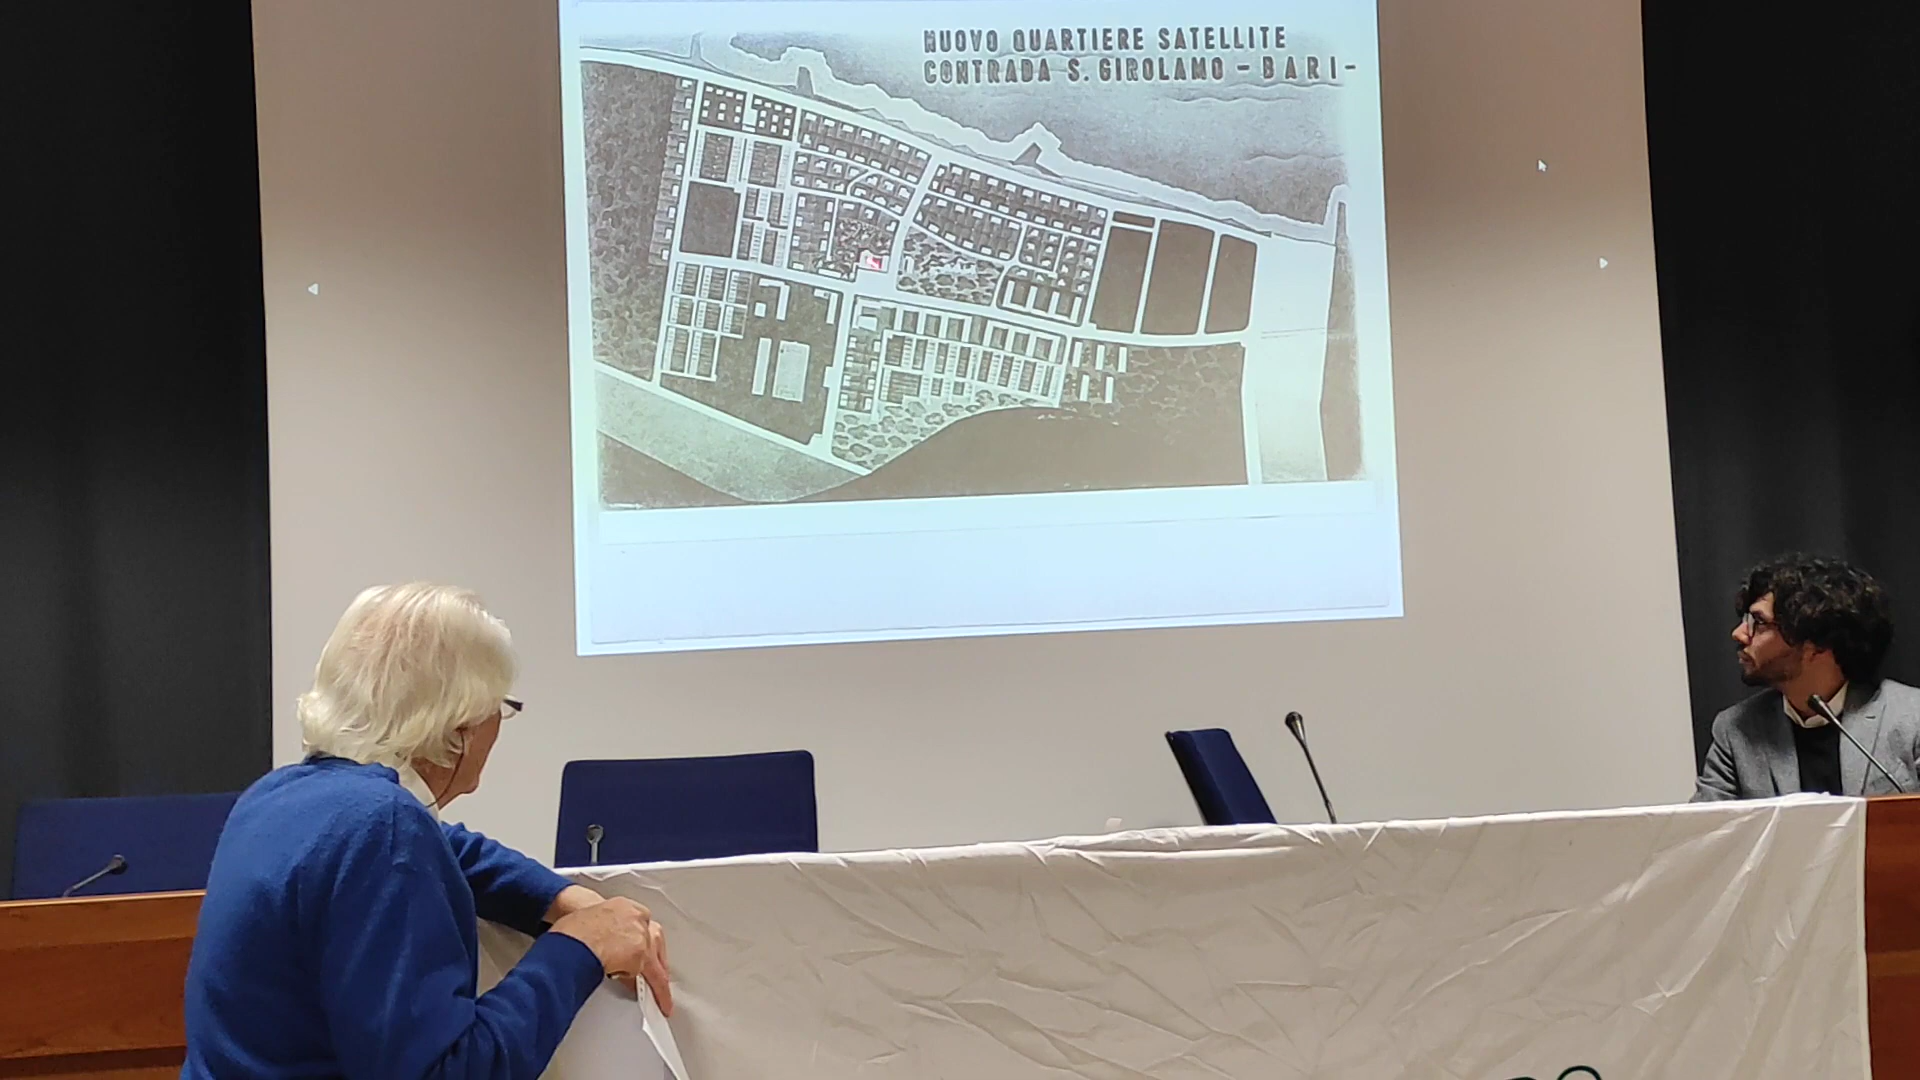 NUOVO QUARTIERE SATELLITE
CONTRADA S. GIROLAMO - BARI -